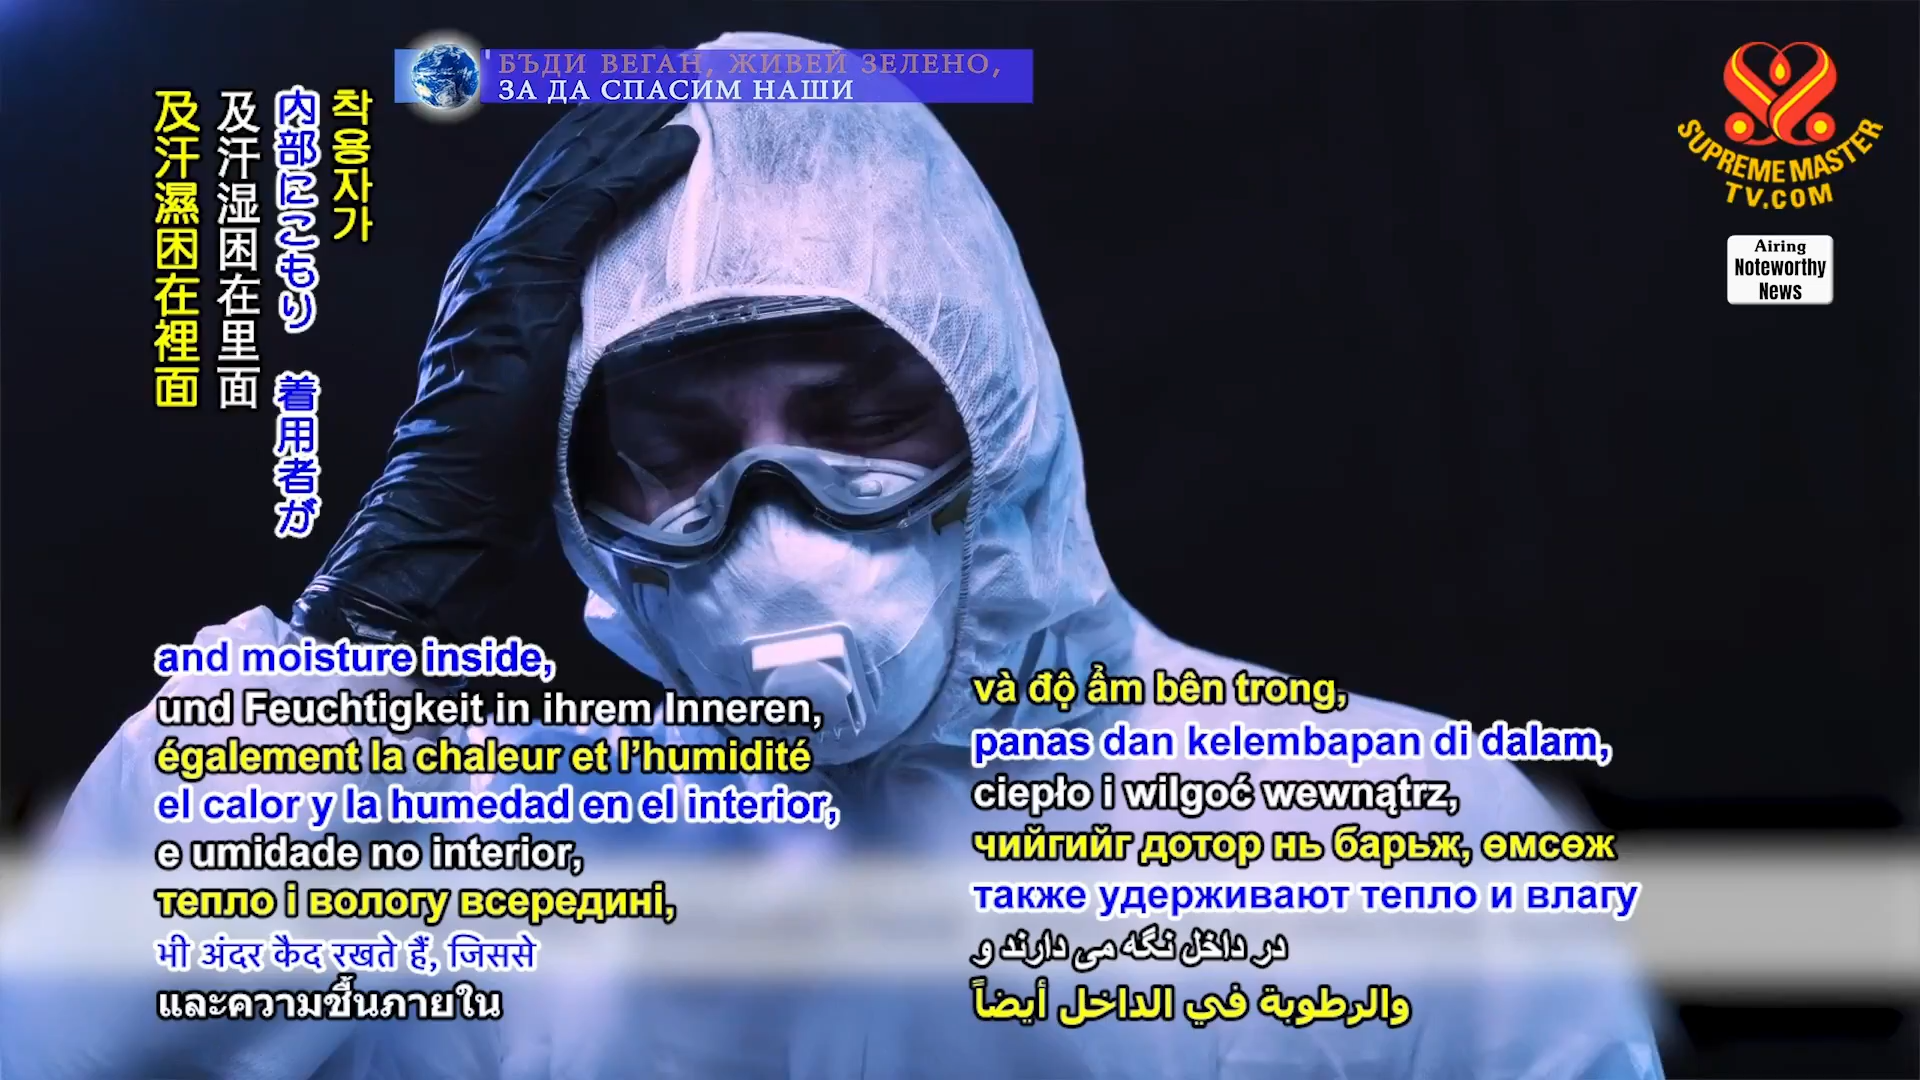 'БЪДИ ВЕГАН, ЖИВЕЙ ЗЕЛЕНО,
ЗА ДА СПАСИМ НАШИ
SUPREME MASTER
TV.COM
Airing
Noteworthy
News
착용자가
内部にこもり 着用者が
及汗湿困在里面
及汗濕困在裡面
and moisture inside,
und Feuchtigkeit in ihrem Inneren,
également la chaleur et l’humidité
el calor y la humedad en el interior,
e umidade no interior,
тепло і вологу всередині,
भी अंदर कैद रखते हैं, जिससे
และความชื้นภายใน
và độ ẩm bên trong,
panas dan kelembapan di dalam,
ciepło i wilgoć wewnątrz,
чийгийг дотор нь барьж, өмсөж
также удерживают тепло и влагу
در داخل نگه می دارند و
والرطوبة في الداخل أيضاً